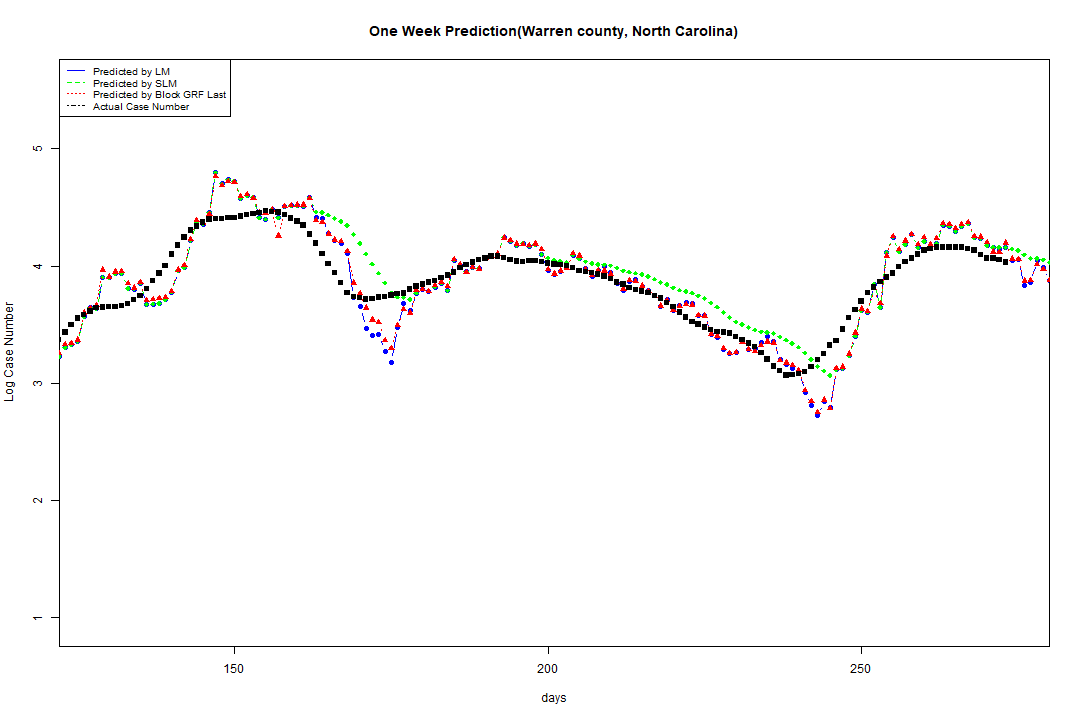 One Week Prediction(Warren county, North Carolina)
Predicted by LM
Predicted by SLM
Predicted by Block GRF Last
Actual Case Number
5
4
3
2
1
Log Case Number
150
200
250
days